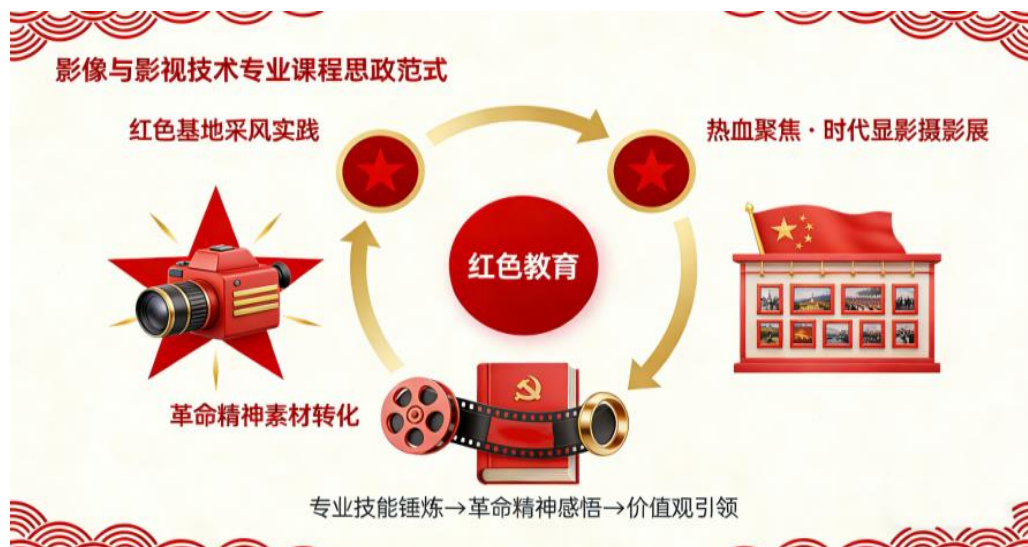 影像与影视技术专业课程思政范式
红色基地采风实践
热血聚焦·时代显影摄影展
红色教育
革命精神素材转化
专业技能锤炼→革命精神感悟→价值观引领